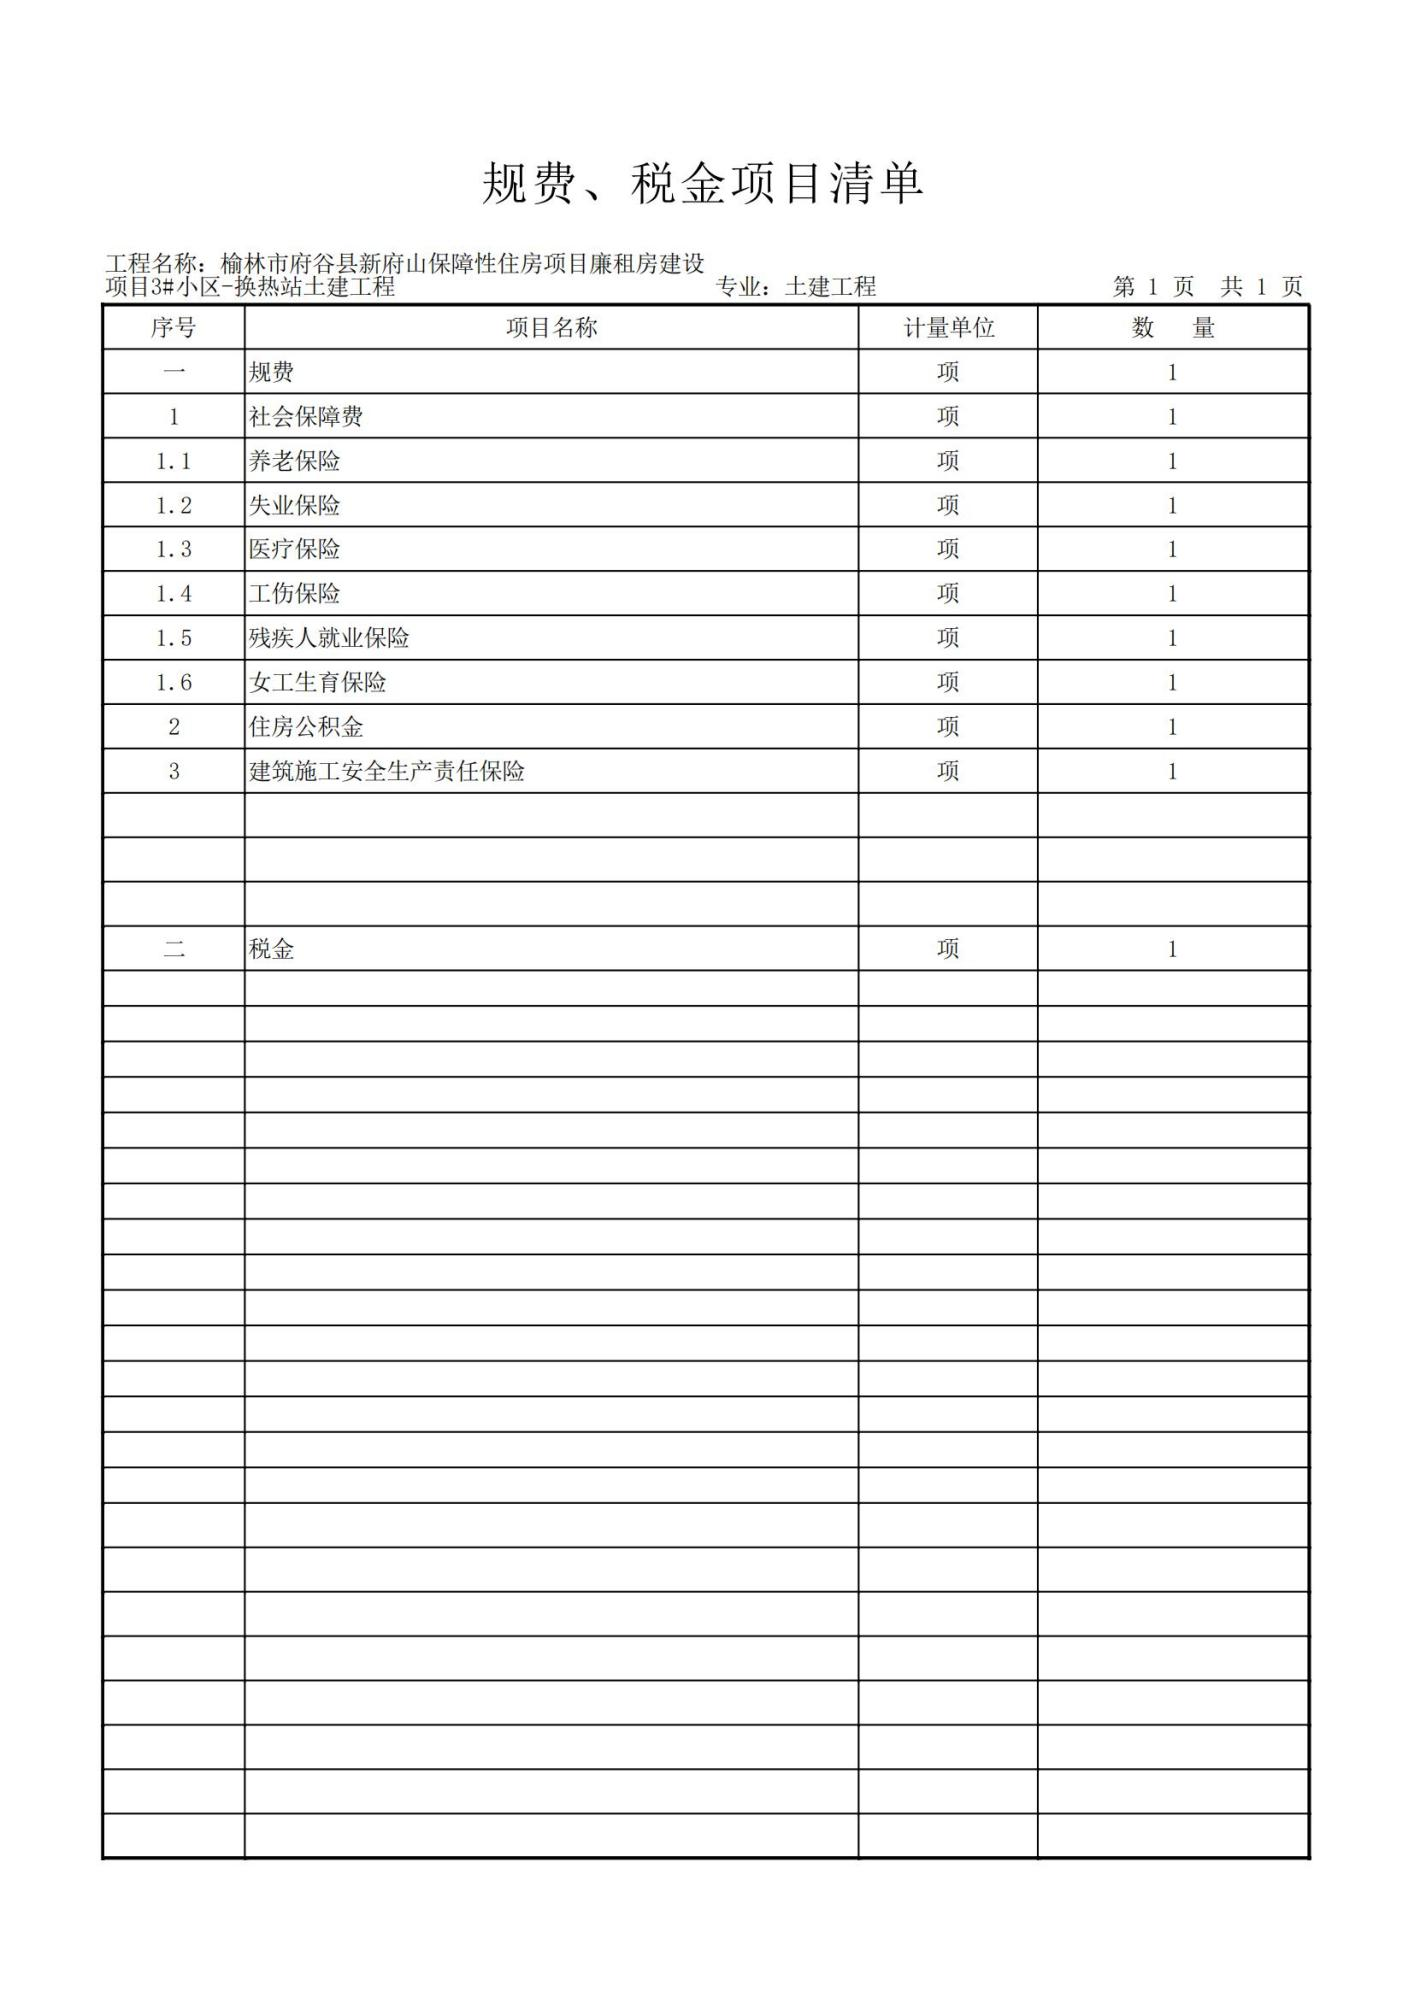 规费、税金项目清单
工程名称：榆林市府谷县新府山保障性住房项目廉租房建设
项目3#小区-换热站土建工程 专业：土建工程 第 1 页 共 1 页
序号 项目名称 计量单位 数 量
一 规费 项 1
1 社会保障费 项 1
1.1 养老保险 项 1
1.2 失业保险 项 1
1.3 医疗保险 项 1
1.4 工伤保险 项 1
1.5 残疾人就业保险 项 1
1.6 女工生育保险 项 1
2 住房公积金 项 1
3 建筑施工安全生产责任保险 项 1
二 税金 项 1